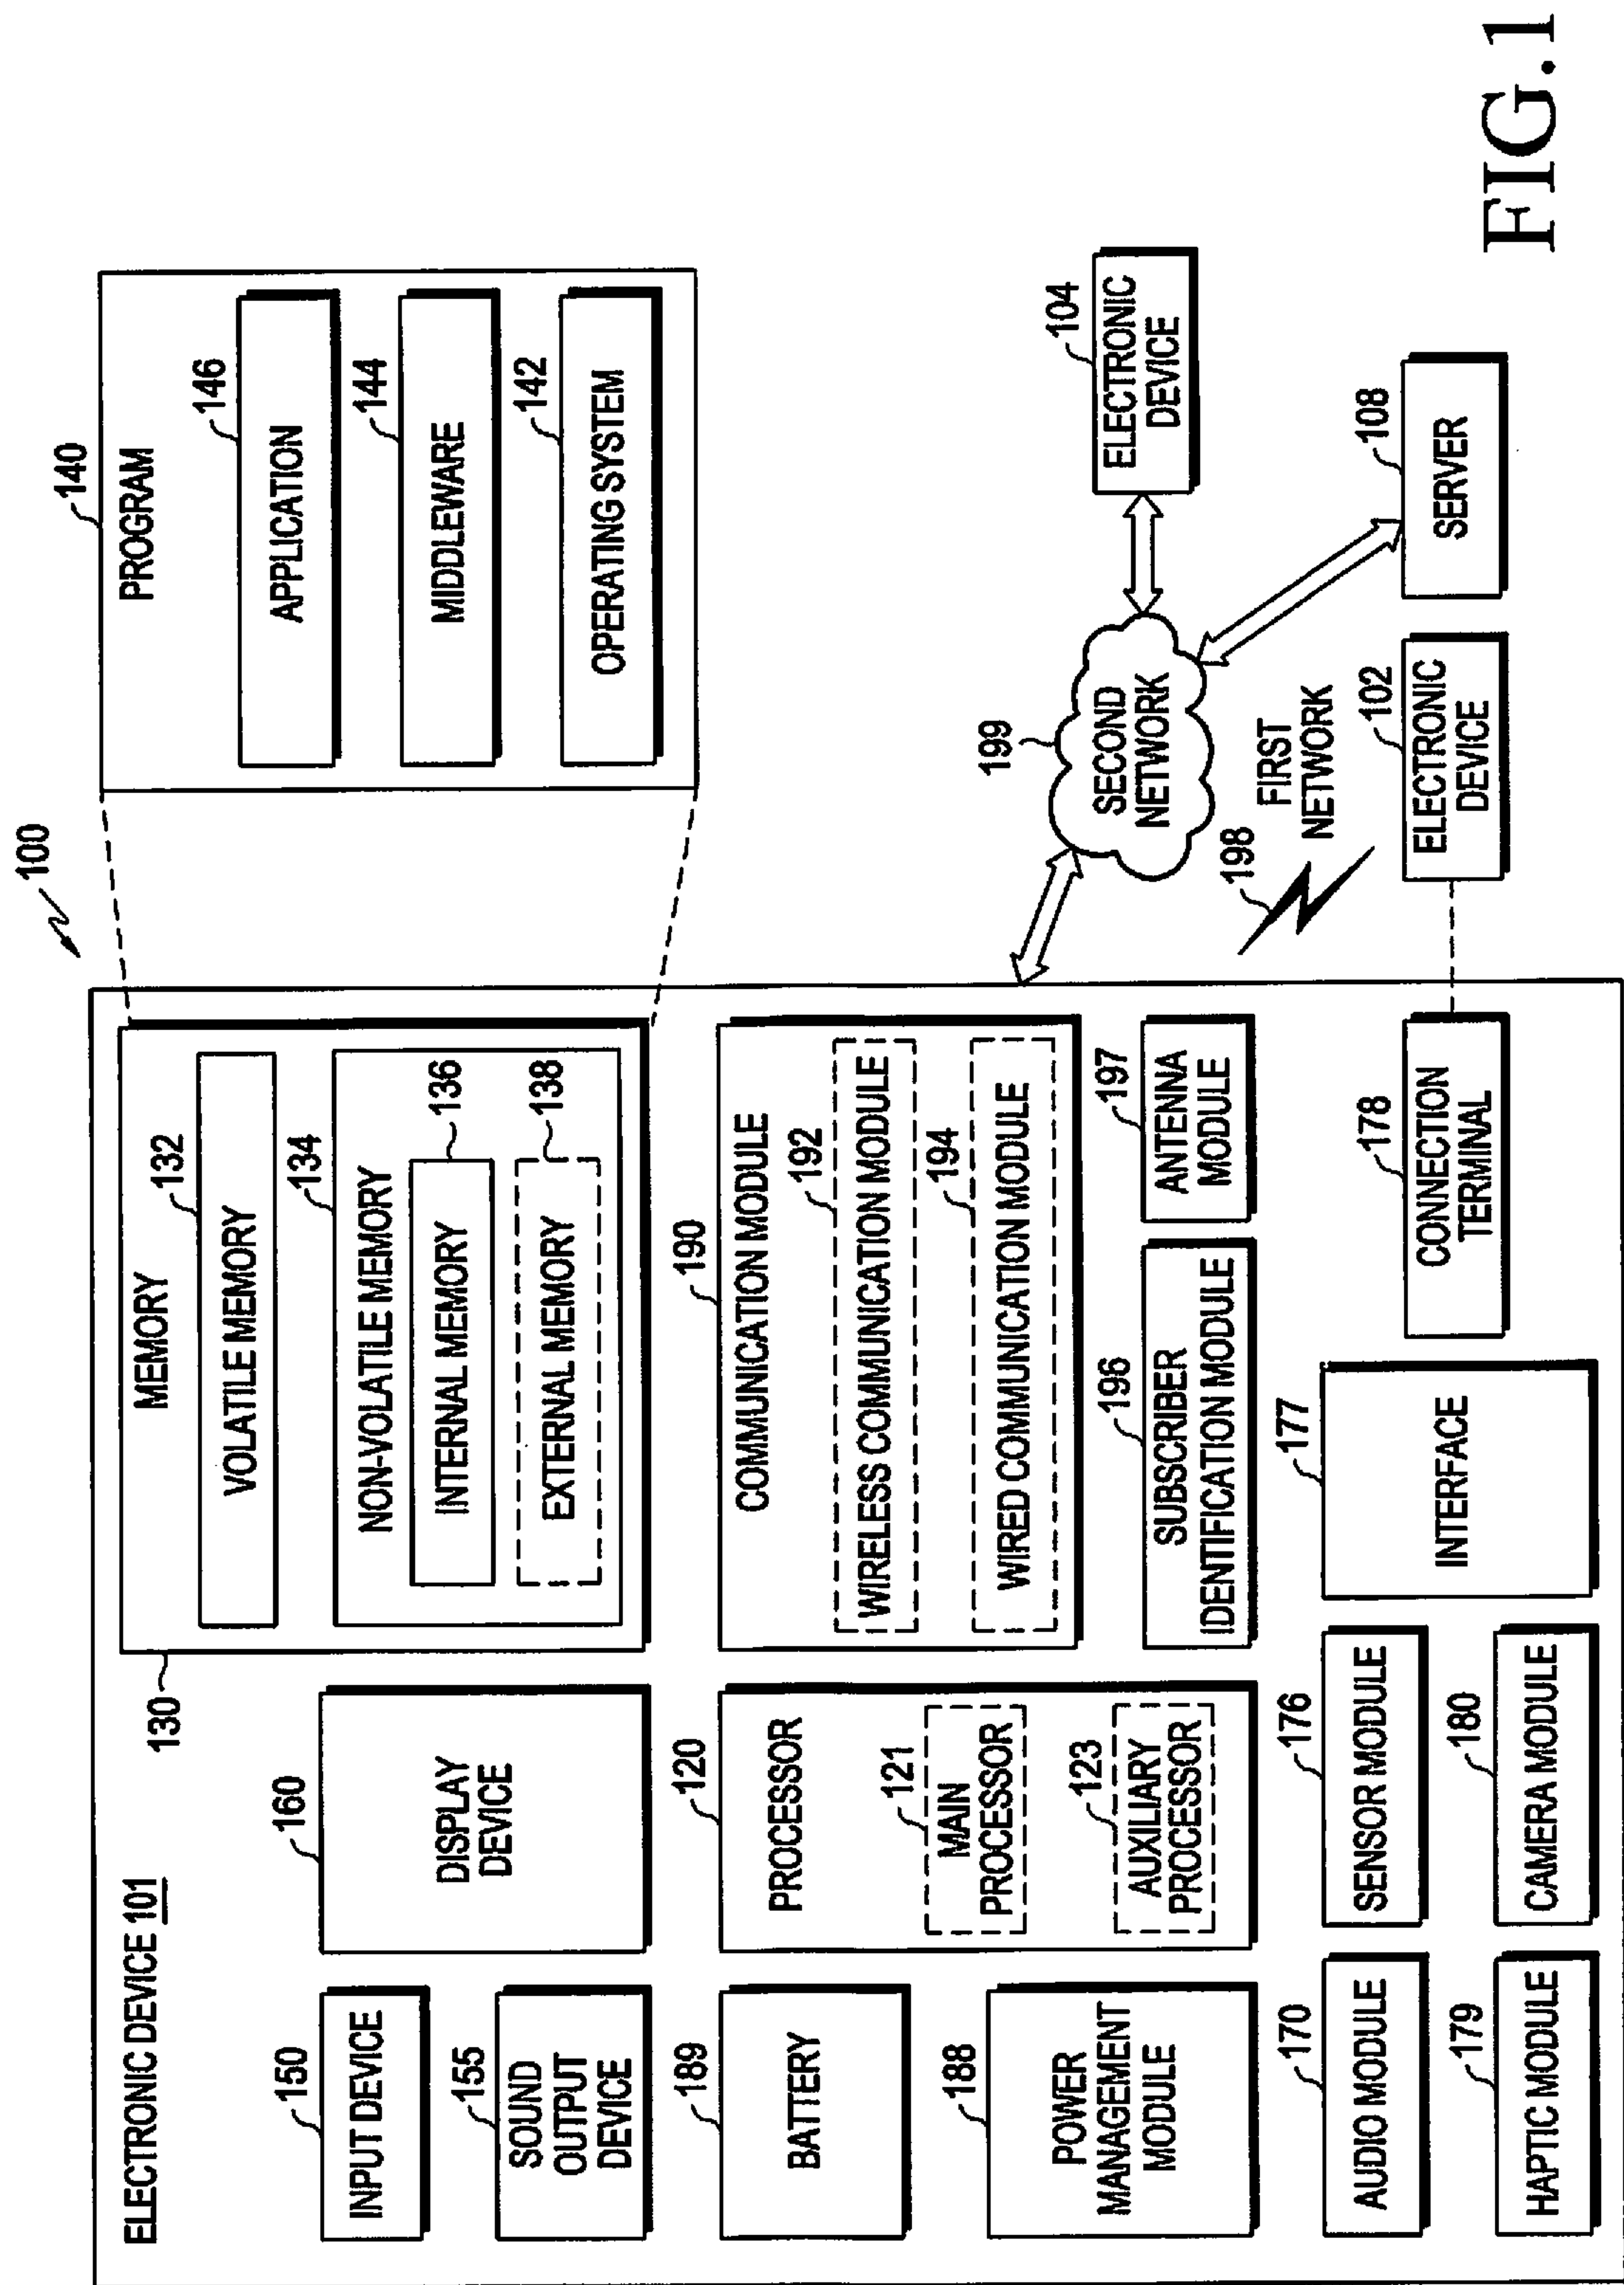 100
ELECTRONIC DEVICE 101
150
INPUT DEVICE
155
SOUND
OUTPUT
DEVICE
160
DISPLAY
DEVICE
130
MEMORY
132
VOLATILE MEMORY
134
NON-VOLATILE MEMORY
136
INTERNAL MEMORY
138
EXTERNAL MEMORY
140
PROGRAM
146
APPLICATION
144
MIDDLEWARE
142
OPERATING SYSTEM
189
BATTERY
188
POWER
MANAGEMENT
MODULE
120
PROCESSOR
121
MAIN
PROCESSOR
123
AUXILIARY
PROCESSOR
190
COMMUNICATION MODULE
192
WIRELESS COMMUNICATION MODULE
194
WIRED COMMUNICATION MODULE
196
SUBSCRIBER
IDENTIFICATION MODULE
197
ANTENNA
MODULE
199
SECOND
NETWORK
104
ELECTRONIC
DEVICE
198
FIRST
NETWORK
170
AUDIO MODULE
176
SENSOR MODULE
177
INTERFACE
178
CONNECTION
TERMINAL
102
ELECTRONIC
DEVICE
108
SERVER
179
HAPTIC MODULE
180
CAMERA MODULE
FIG.1